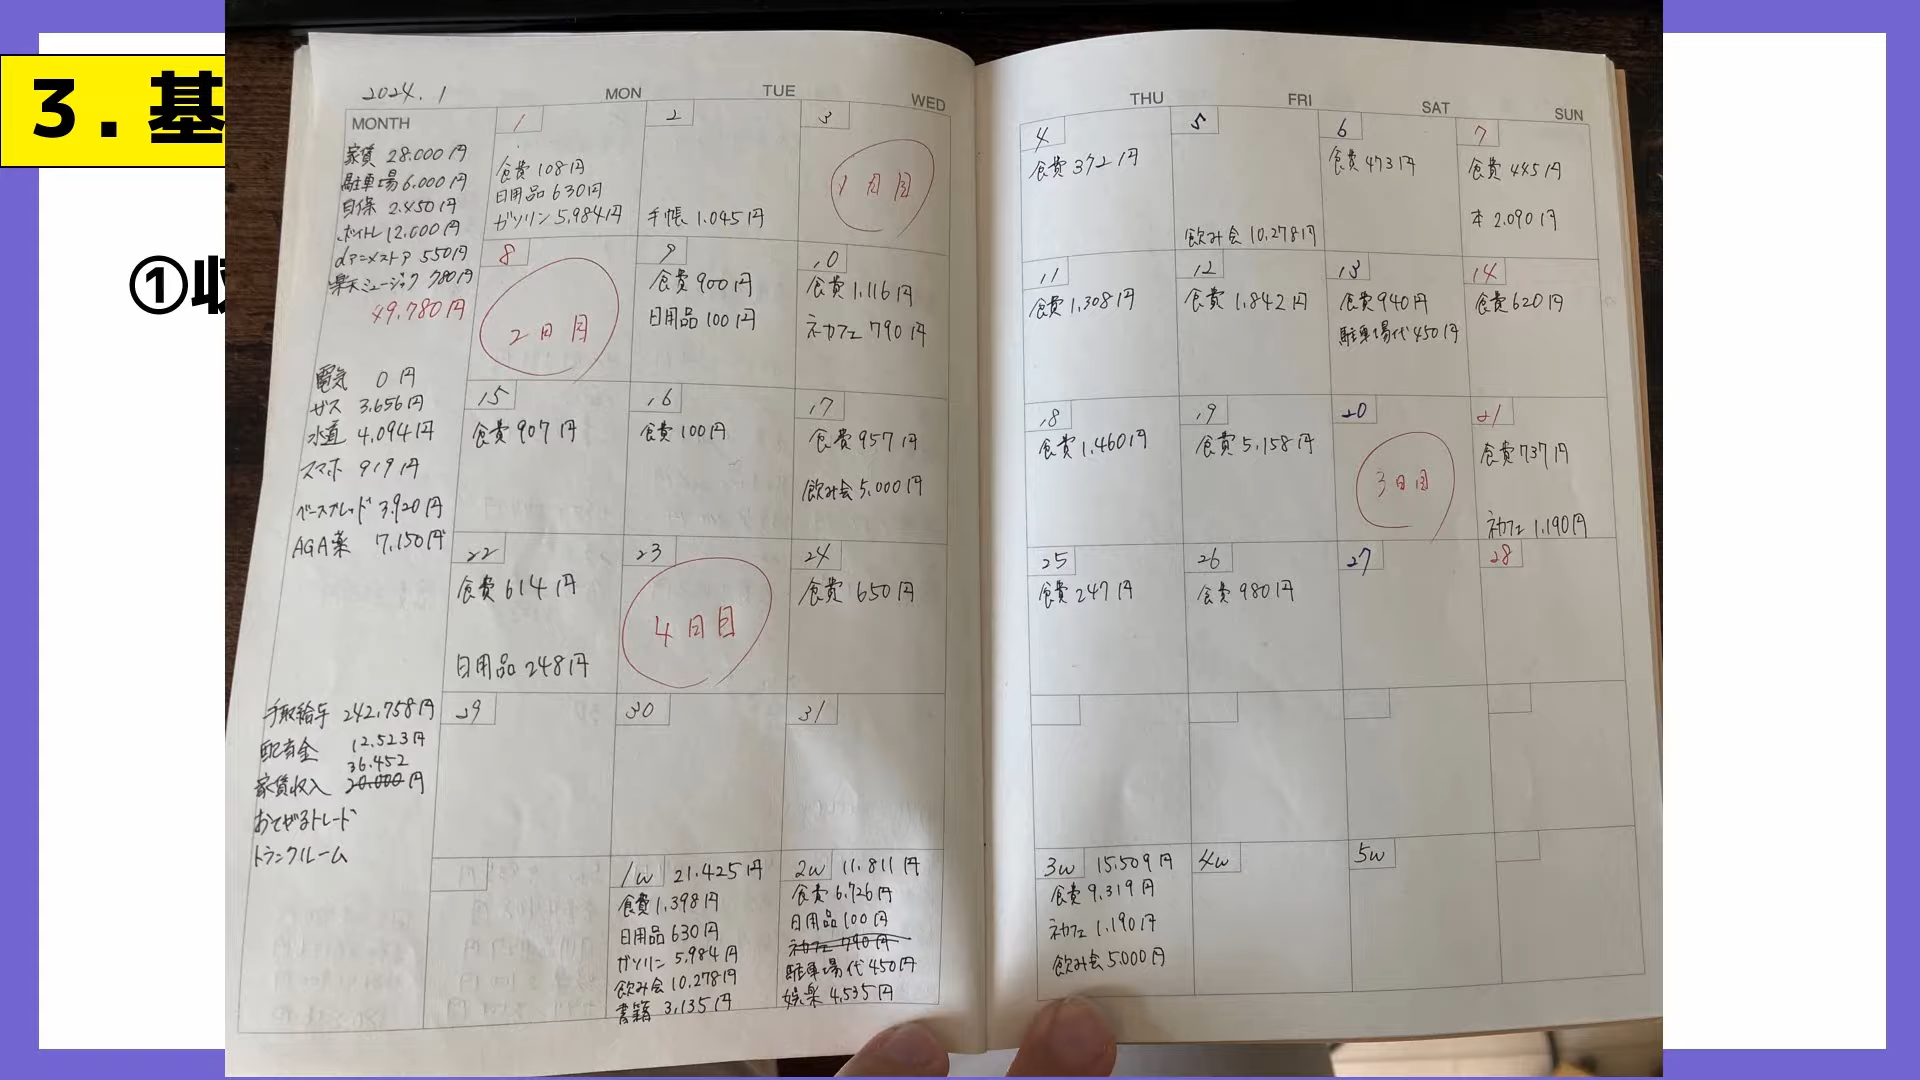 3.基
①収
2024.1
MONTH
MON
TUE
WED
THU
FRI
SAT
SUN
家賃 28.000円
駐車場 6.000円
自保 2.450円
ボイトレ 12.000円
dアニメストア 550円
楽天ミュージック 780円
49.780円
電気 0円
ガス 3.656円
水道 4.094円
スマホ 919円
ベースブレッド 3.920円
AGA薬 7.150円
手取給与 242.758円
配当金 12.523円
36.452
家賃収入 20.000円
おてがるトレード
トランクルーム
1
食費 108円
日用品 630円
ガソリン 5.984円
2
手帳 1.045円
3
1日目
4
食費 372円
5
飲み会 10.278円
6
食費 473円
7
食費 445円
本 2.090円
8
2日目
9
食費 900円
日用品 100円
10
食費 1.116円
ネカフェ 790円
11
食費 1.308円
12
食費 1.842円
13
食費 940円
駐車場代 450円
14
食費 620円
15
食費 907円
16
食費 100円
17
食費 957円
飲み会 5.000円
18
食費 1.460円
19
食費 5.158円
20
3日目
21
食費 737円
ネカフェ 1.190円
22
食費 614円
日用品 248円
23
4日目
24
食費 650円
25
食費 247円
26
食費 980円
27
28
29
30
31
1w 21.425円
食費 1.398円
日用品 630円
ガソリン 5.984円
飲み会 10.278円
書籍 3.135円
2w 11.811円
食費 6.726円
日用品 100円
ネカフェ 790円
駐車場代 450円
娯楽 4.535円
3w 15.509円
食費 9.319円
ネカフェ 1.190円
飲み会 5.000円
4w
5w